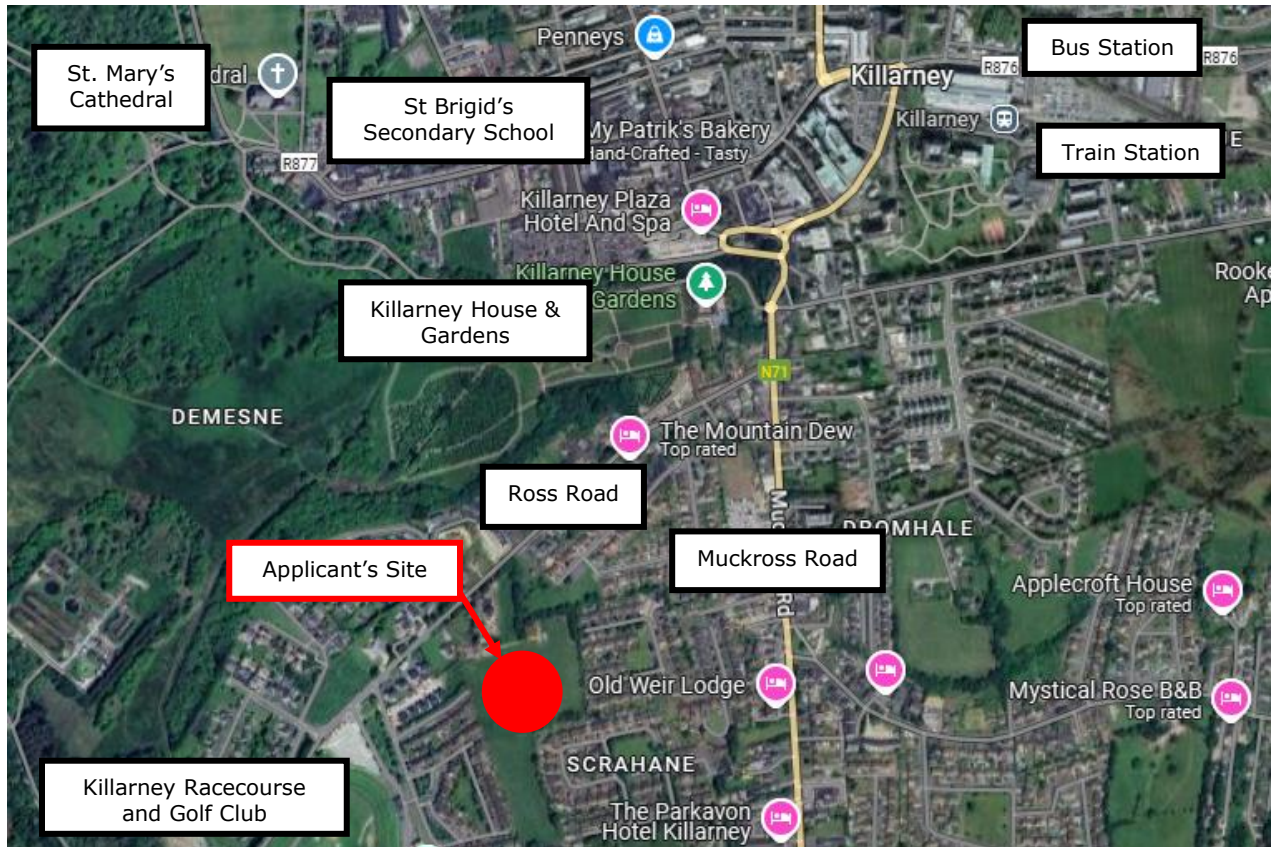 Penneys
Bus Station
R876
R876
St. Mary's
Cathedral
dral
Killarney
St Brigid's
Secondary School
Killarney
My Patrik's Bakery
Hand-Crafted - Tasty
Train Station
R877
Killarney Plaza
Hotel And Spa
Killarney House
Gardens
Rooke
Ap
Killarney House &
Gardens
N71
DEMESNE
The Mountain Dew
Top rated
Ross Road
Muckross Road
DROMHALE
Applicant's Site
Applecroft House
Top rated
Rd
Old Weir Lodge
Mystical Rose B&B
Top rated
SCRAHANE
Killarney Racecourse
and Golf Club
The Parkavon
Hotel Killarney